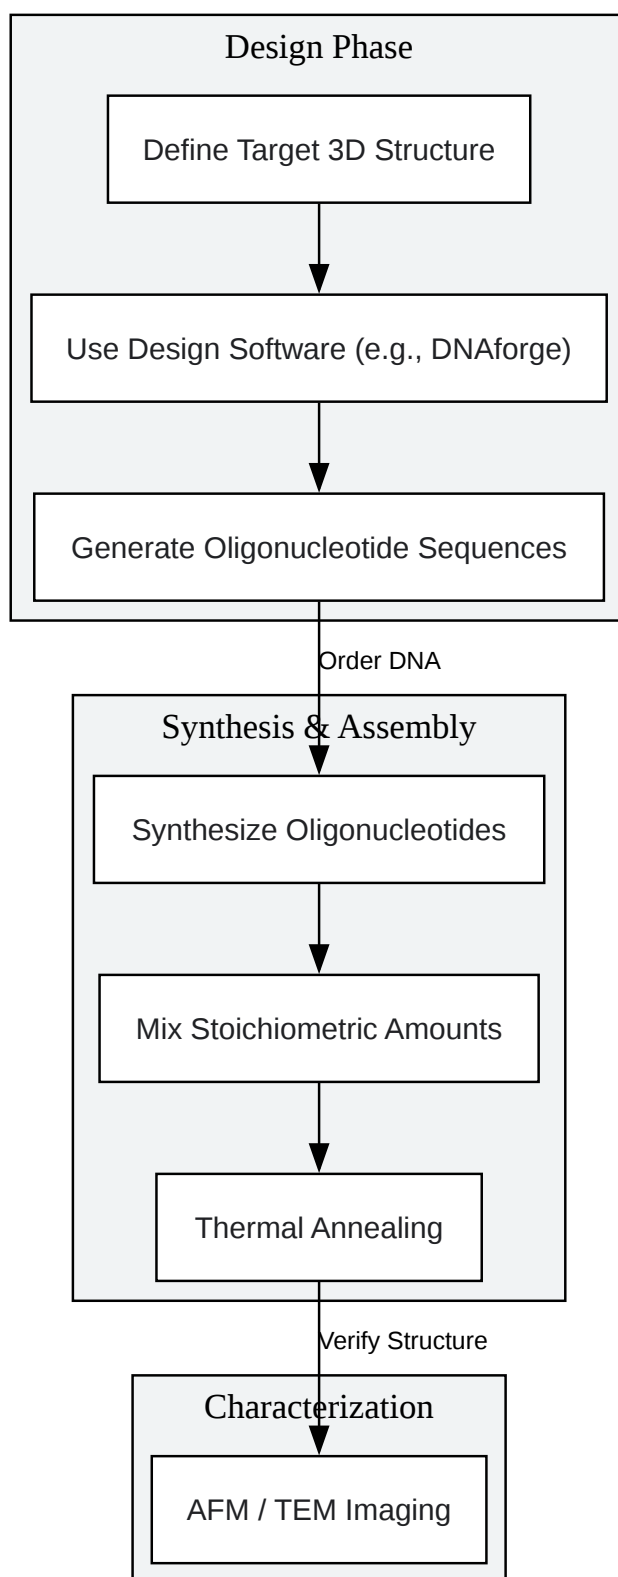 Design Phase
Define Target 3D Structure
Use Design Software (e.g., DNAforge)
Generate Oligonucleotide Sequences
Order DNA
Synthesis & Assembly
Synthesize Oligonucleotides
Mix Stoichiometric Amounts
Thermal Annealing
Verify Structure
Characterization
AFM / TEM Imaging